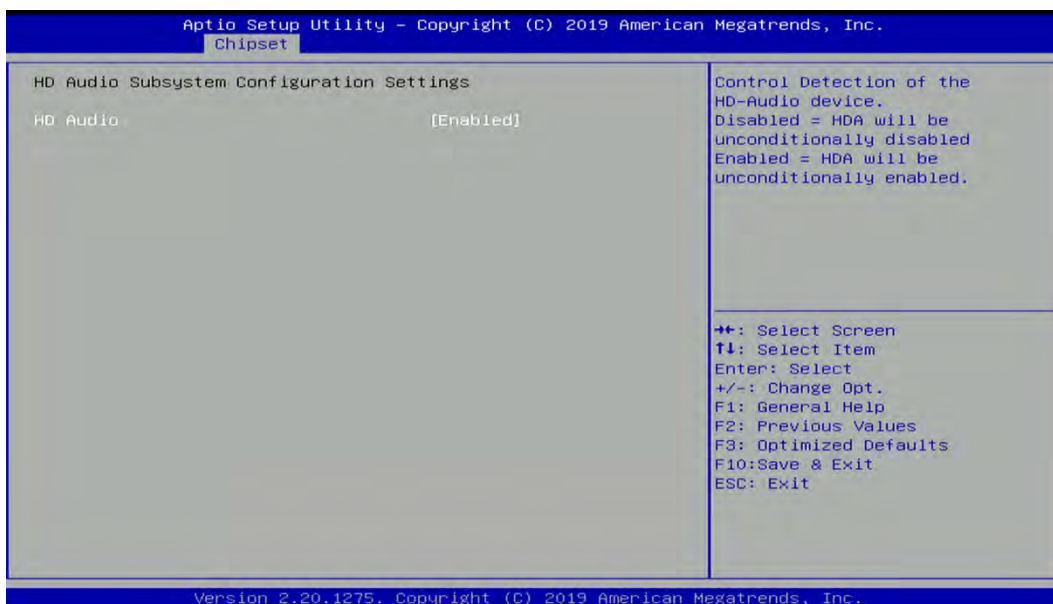 Aptio Setup Utility – Copyright (C) 2019 American Megatrends, Inc.
Chipset
HD Audio Subsystem Configuration Settings
HD Audio [Enabled]
Control Detection of the
HD-Audio device.
Disabled = HDA will be
unconditionally disabled
Enabled = HDA will be
unconditionally enabled.
→←: Select Screen
↑↓: Select Item
Enter: Select
+/-: Change Opt.
F1: General Help
F2: Previous Values
F3: Optimized Defaults
F10:Save & Exit
ESC: Exit
Version 2.20.1275. Copyright (C) 2019 American Megatrends, Inc.